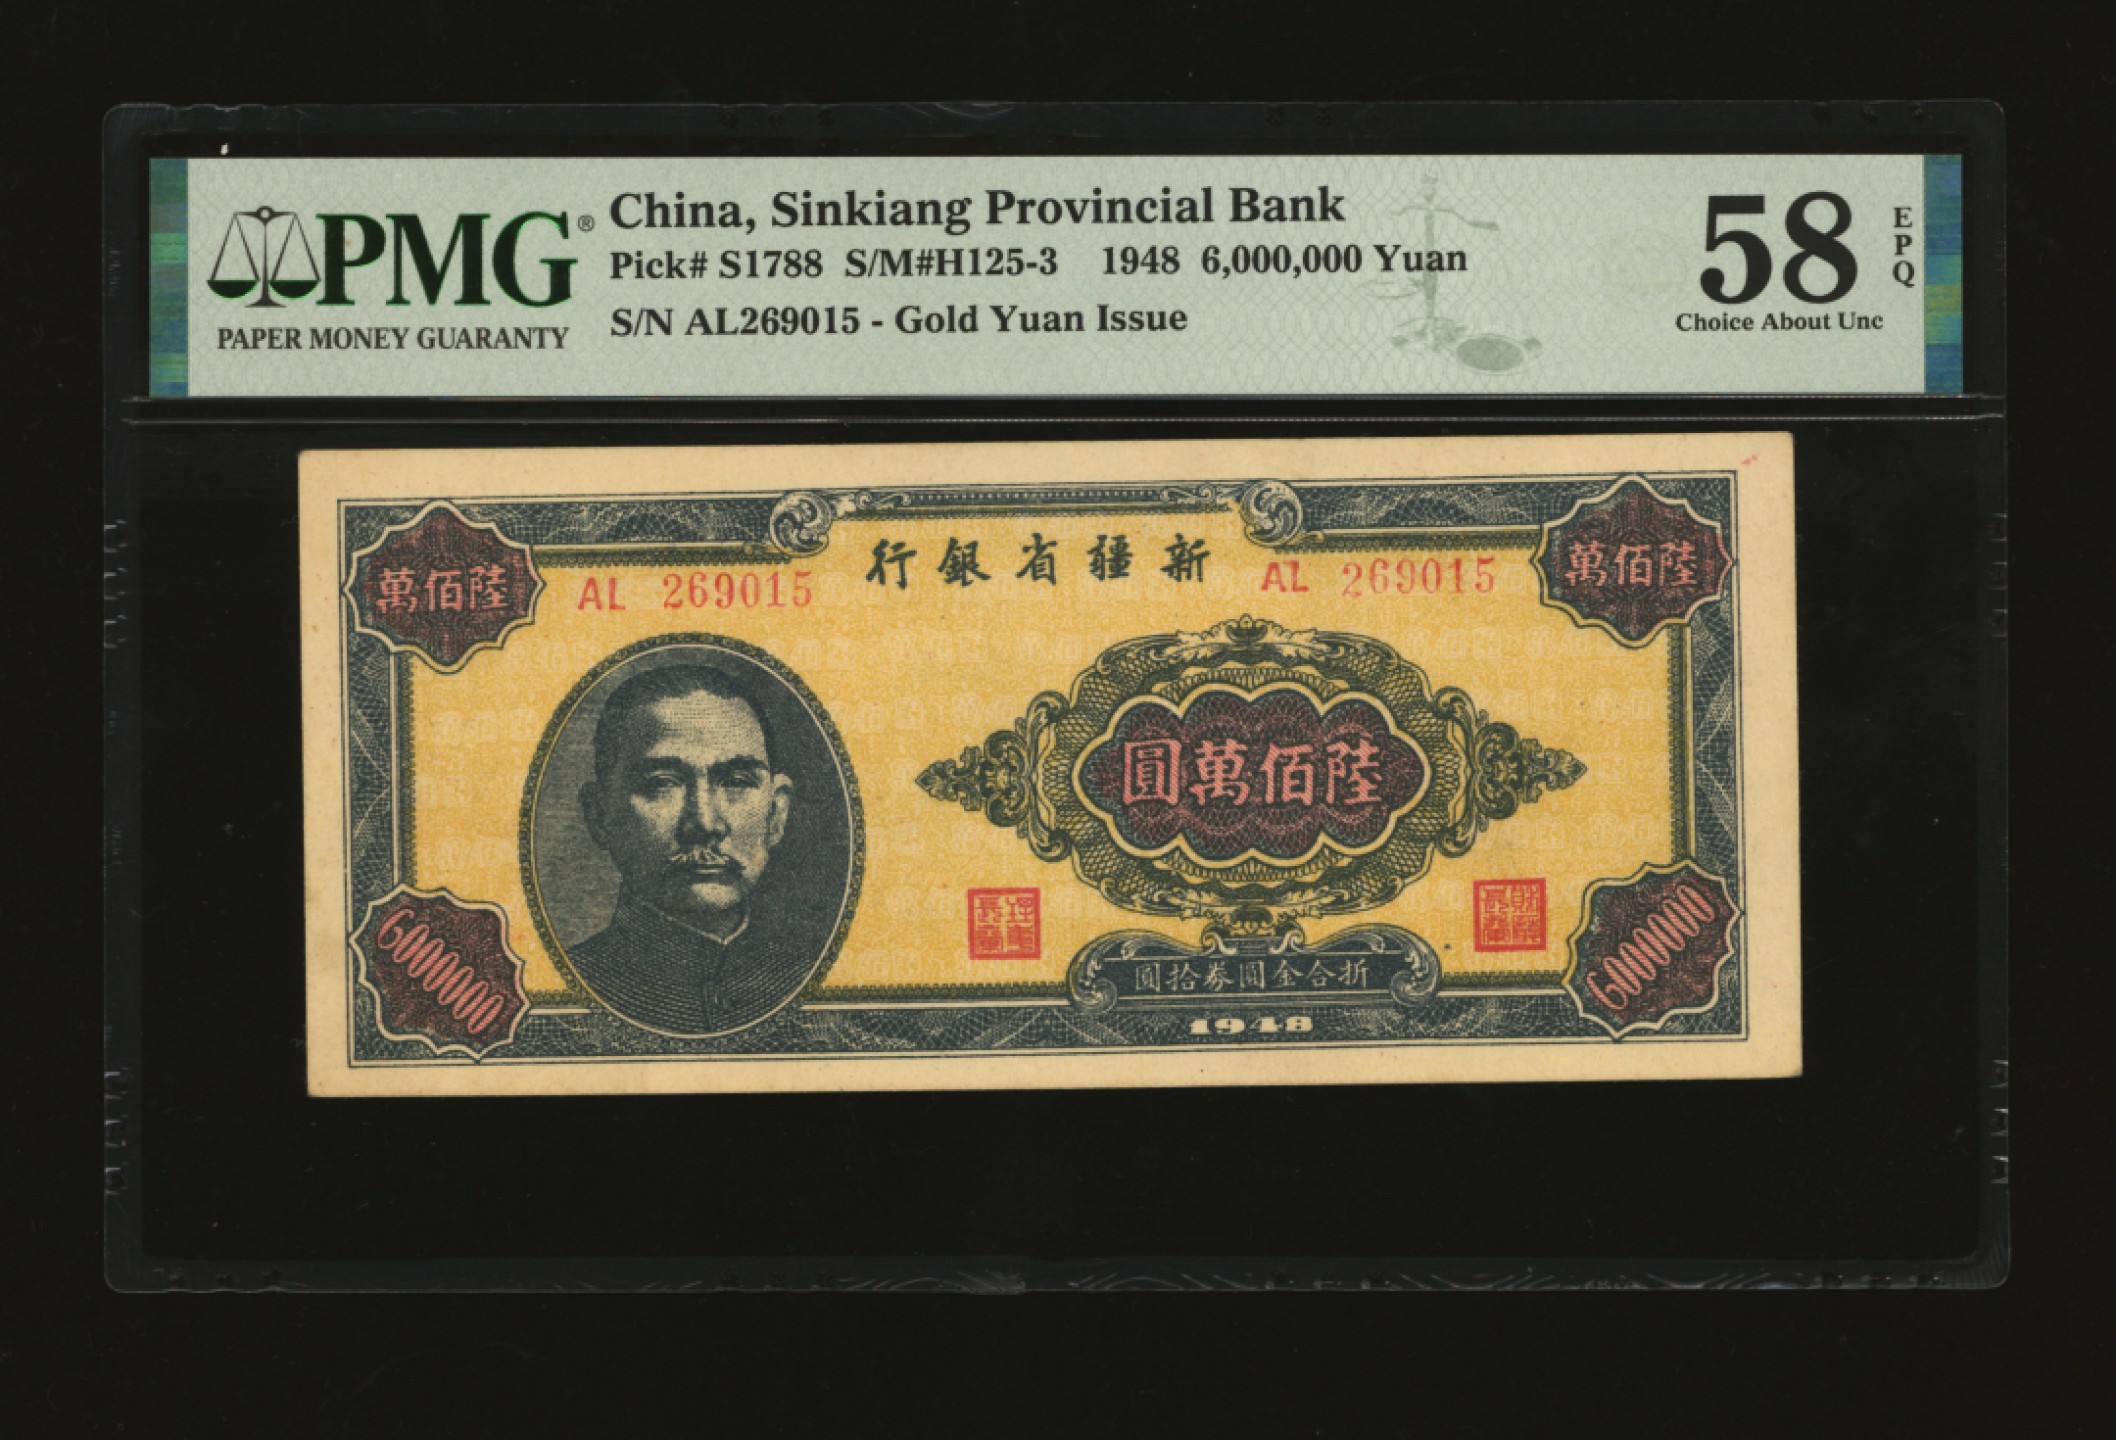 PMG®
PAPER MONEY GUARANTY
China, Sinkiang Provincial Bank
Pick# S1788 S/M#H125-3 1948 6,000,000 Yuan
S/N AL269015 - Gold Yuan Issue
58
EPQ
Choice About Unc
行銀省疆新
萬佰陸
AL 269015
AL 269015
萬佰陸
圓萬佰陸
圓拾券圓金合折
6000000
1948
6000000